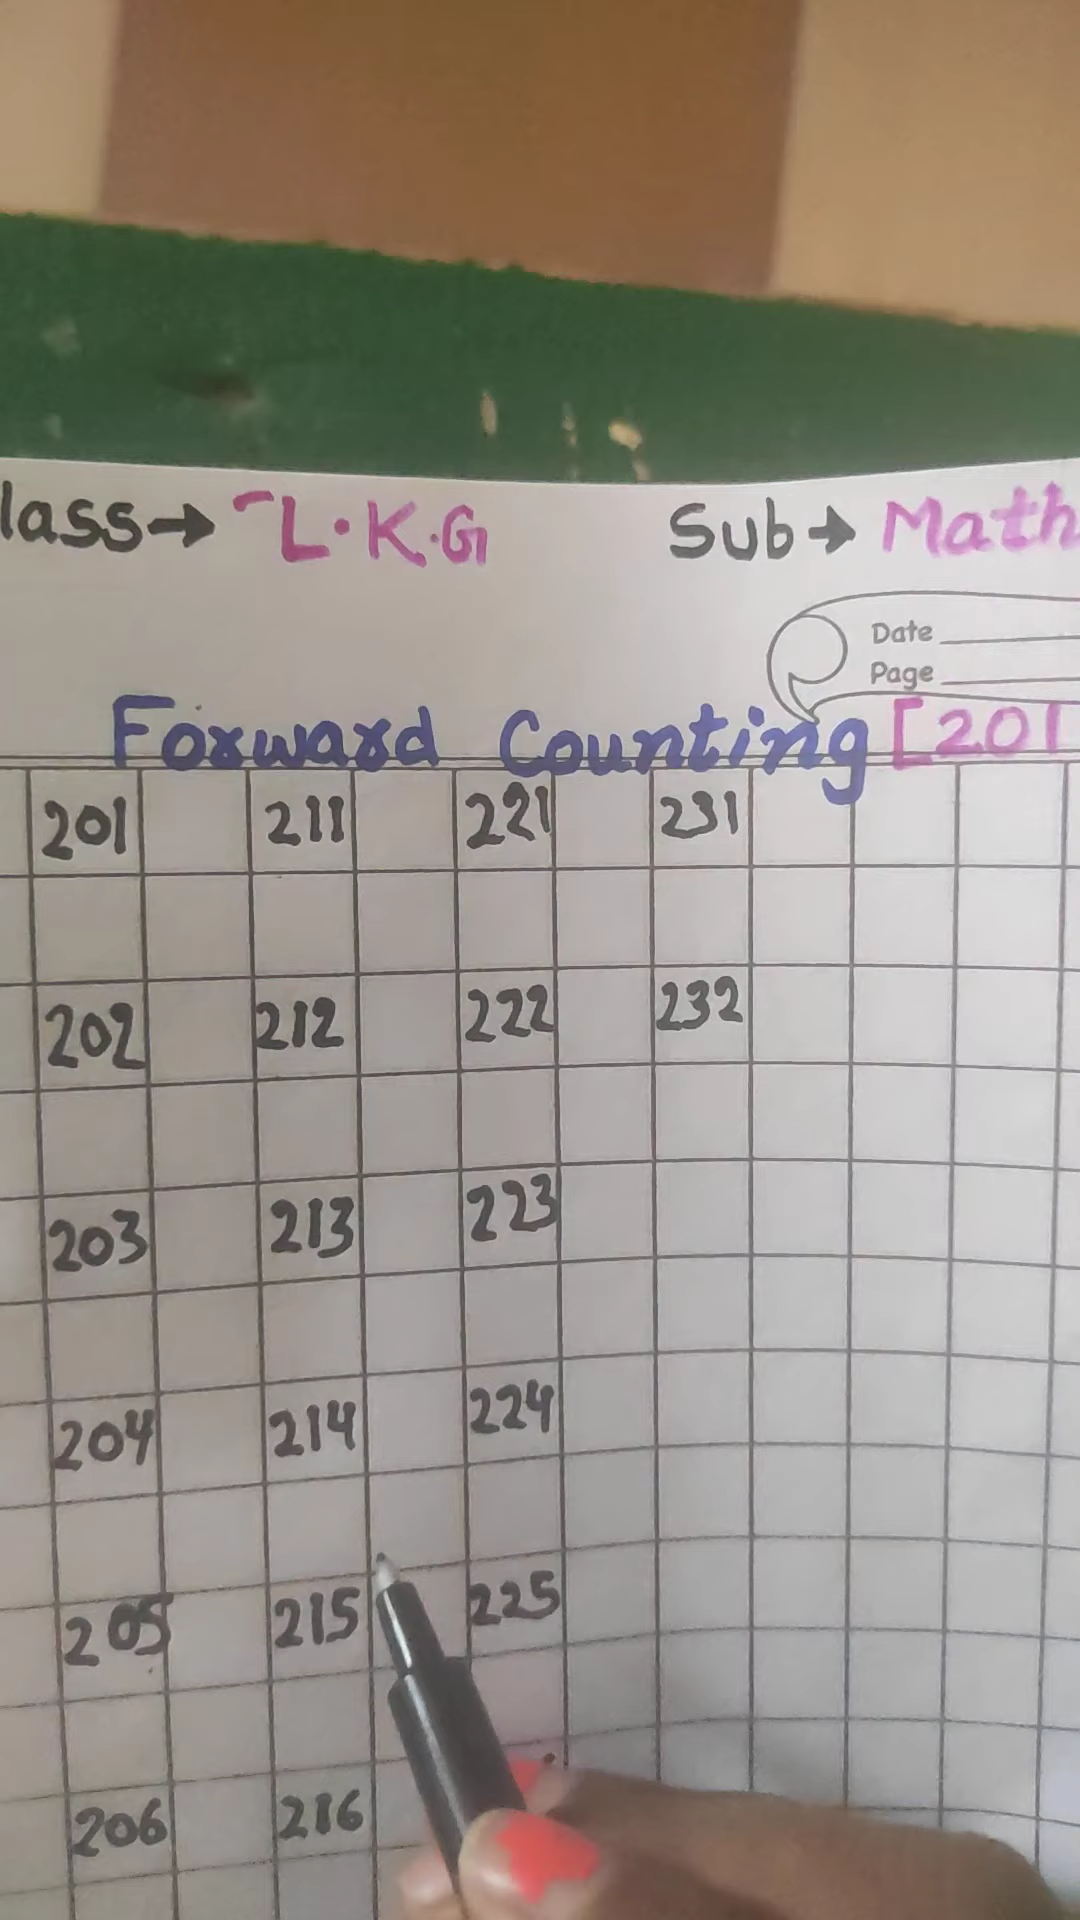 lass→ L.K.G Sub→ Math
Date
Page
Forward Counting [201
201 211 221 231
202 212 222 232
203 213 223
204 214 224
205 215 225
206 216